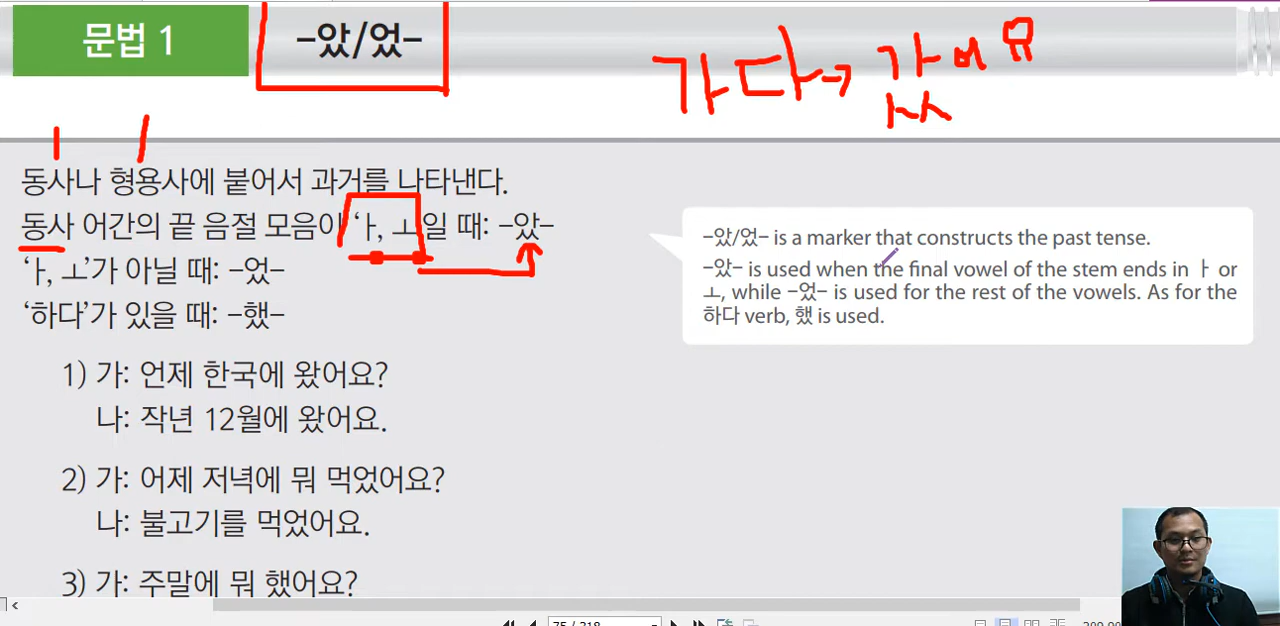 문법 1
-았/었-
가다→ 갔어요
동사나 형용사에 붙어서 과거를 나타낸다.
동사 어간의 끝 음절 모음이 ‘ㅏ, ㅗ’일 때: -았-
‘ㅏ, ㅗ’가 아닐 때: -었-
‘하다’가 있을 때: -했-
-았/었- is a marker that constructs the past tense.
-았- is used when the final vowel of the stem ends in ㅏ or
ㅗ, while -었- is used for the rest of the vowels. As for the
하다 verb, 했 is used.
1) 가: 언제 한국에 왔어요?
나: 작년 12월에 왔어요.
2) 가: 어제 저녁에 뭐 먹었어요?
나: 불고기를 먹었어요.
3) 가: 주말에 뭐 했어요?
75 / 218